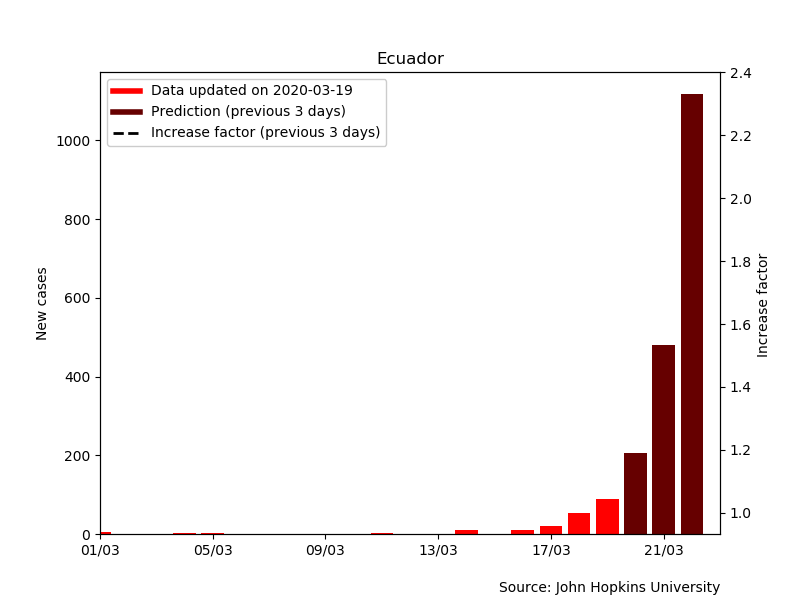 Ecuador
Data updated on 2020-03-19
Prediction (previous 3 days)
Increase factor (previous 3 days)
New cases
1000
800
600
400
200
0
2.4
2.2
2.0
1.8
1.6
1.4
1.2
1.0
Increase factor
01/03 05/03 09/03 13/03 17/03 21/03
Source: John Hopkins University